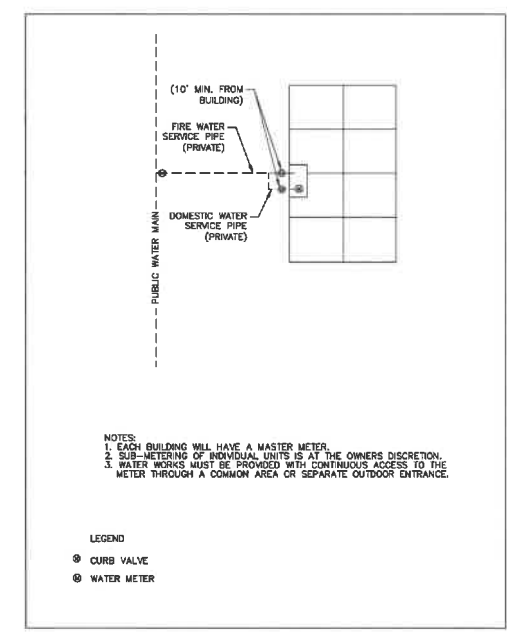 (10' MIN. FROM
BUILDING)
FIRE WATER
SERVICE PIPE
(PRIVATE)
DOMESTIC WATER
SERVICE PIPE
(PRIVATE)
PUBLIC WATER MAIN
NOTES:
1. EACH BUILDING WILL HAVE A MASTER METER.
2. SUB-METERING OF INDIVIDUAL UNITS IS AT THE OWNERS DISCRETION.
3. WATER WORKS MUST BE PROVIDED WITH CONTINUOUS ACCESS TO THE
METER THROUGH A COMMON AREA OR SEPARATE OUTDOOR ENTRANCE.
LEGEND
CURB VALVE
WATER METER